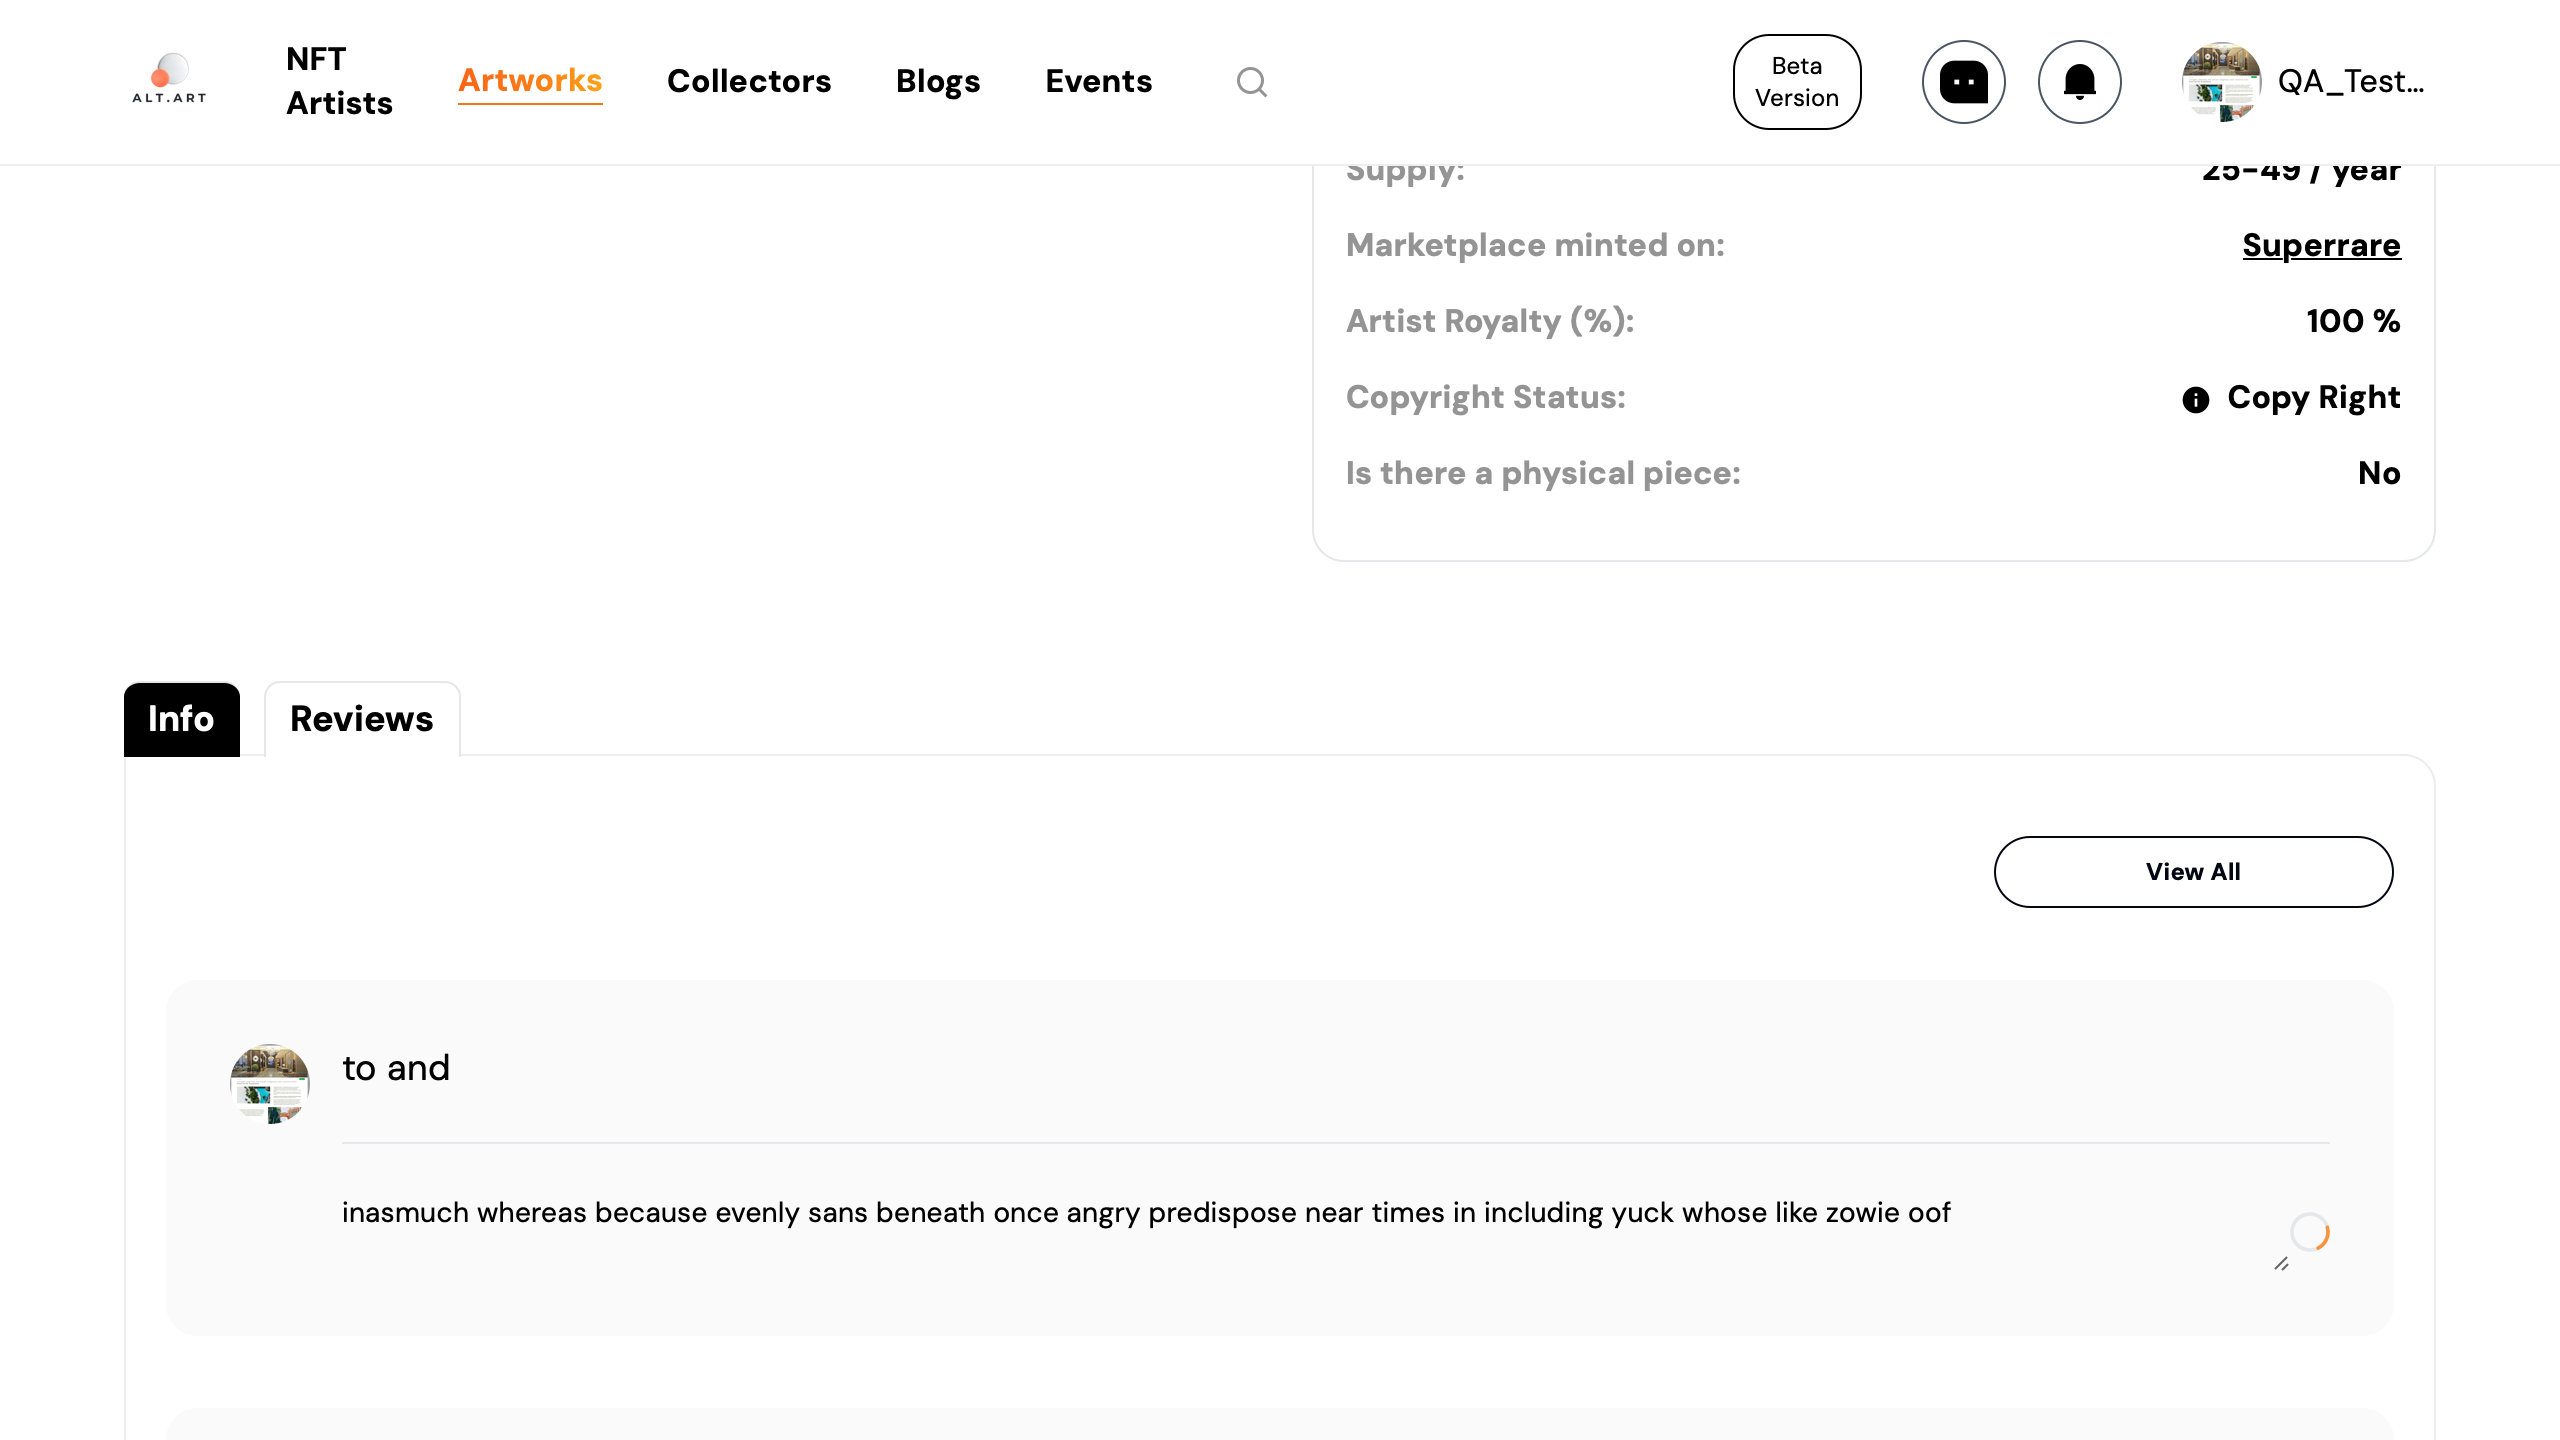 ALT.ART
NFT
Artists
Artworks
Collectors
Blogs
Events
Beta
Version
QA_Test...
Supply:
25-49 / year
Marketplace minted on:
Superrare
Artist Royalty (%):
100 %
Copyright Status:
Copy Right
Is there a physical piece:
No
Info
Reviews
View All
to and
inasmuch whereas because evenly sans beneath once angry predispose near times in including yuck whose like zowie oof